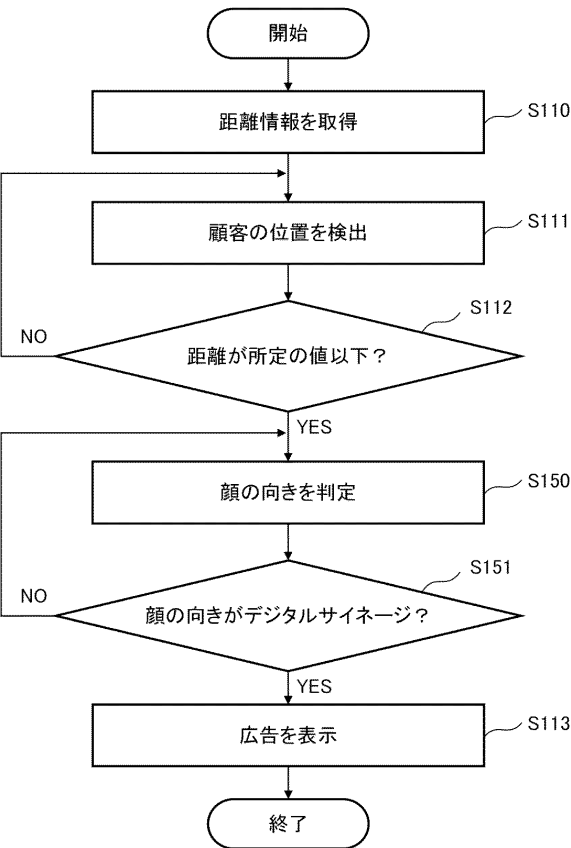 開始
距離情報を取得
S110
顧客の位置を検出
S111
距離が所定の値以下?
S112
NO
YES
顔の向きを判定
S150
顔の向きがデジタルサイネージ?
S151
NO
YES
広告を表示
S113
終了